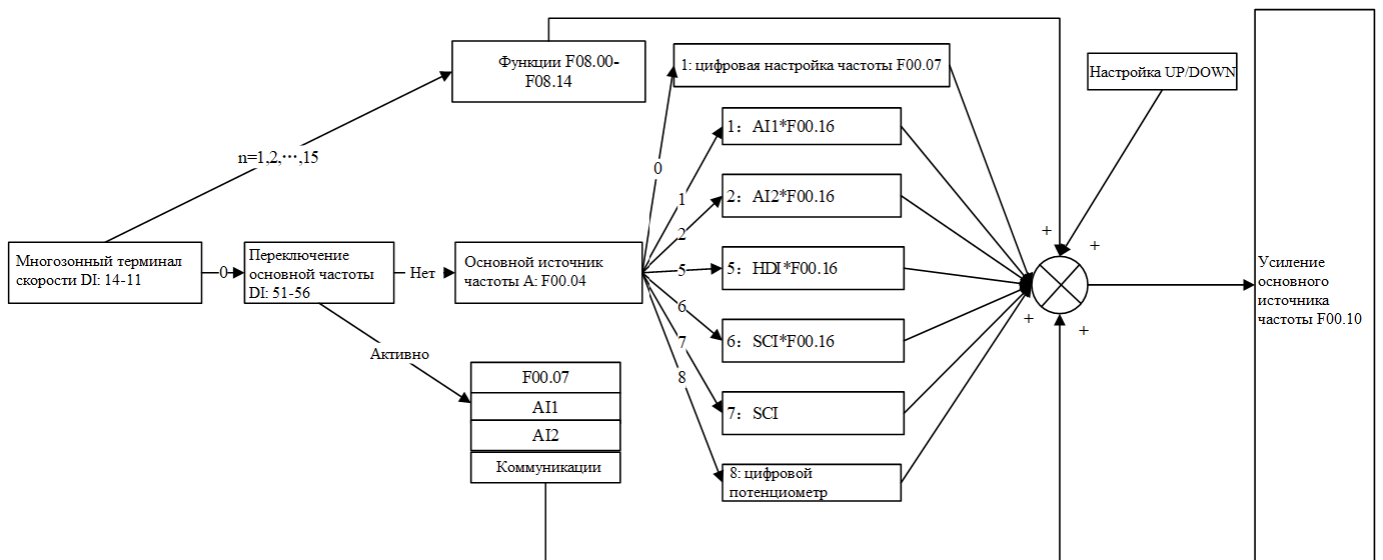 Функции F08.00-
F08.14
1: цифровая настройка частоты F00.07
Настройка UP/DOWN
1: AI1*F00.16
n=1,2,···,15
0
1
2: AI2*F00.16
2
+
+
Многозонный терминал
скорости DI: 14-11
0
Переключение
основной частоты
DI: 51-56
Нет
Основной источник
частоты A: F00.04
5
5: HDI*F00.16
Усиление
основного
источника
частоты F00.10
6
+
+
6: SCI*F00.16
7
Активно
8
F00.07
AI1
AI2
Коммуникации
7: SCI
8: цифровой
потенциометр